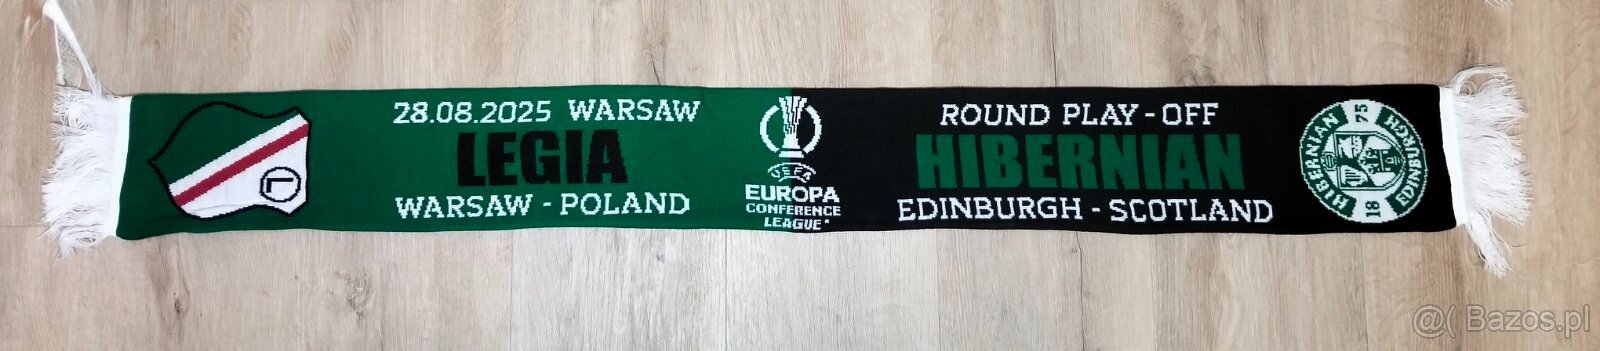 28.08.2025 WARSAW
LEGIA
WARSAW - POLAND
L
UEFA
EUROPA
CONFERENCE
LEAGUE
ROUND PLAY - OFF
HIBERNIAN
EDINBURGH - SCOTLAND
HIBERNIAN
EDINBURGH
18 75
@( Bazos.pl